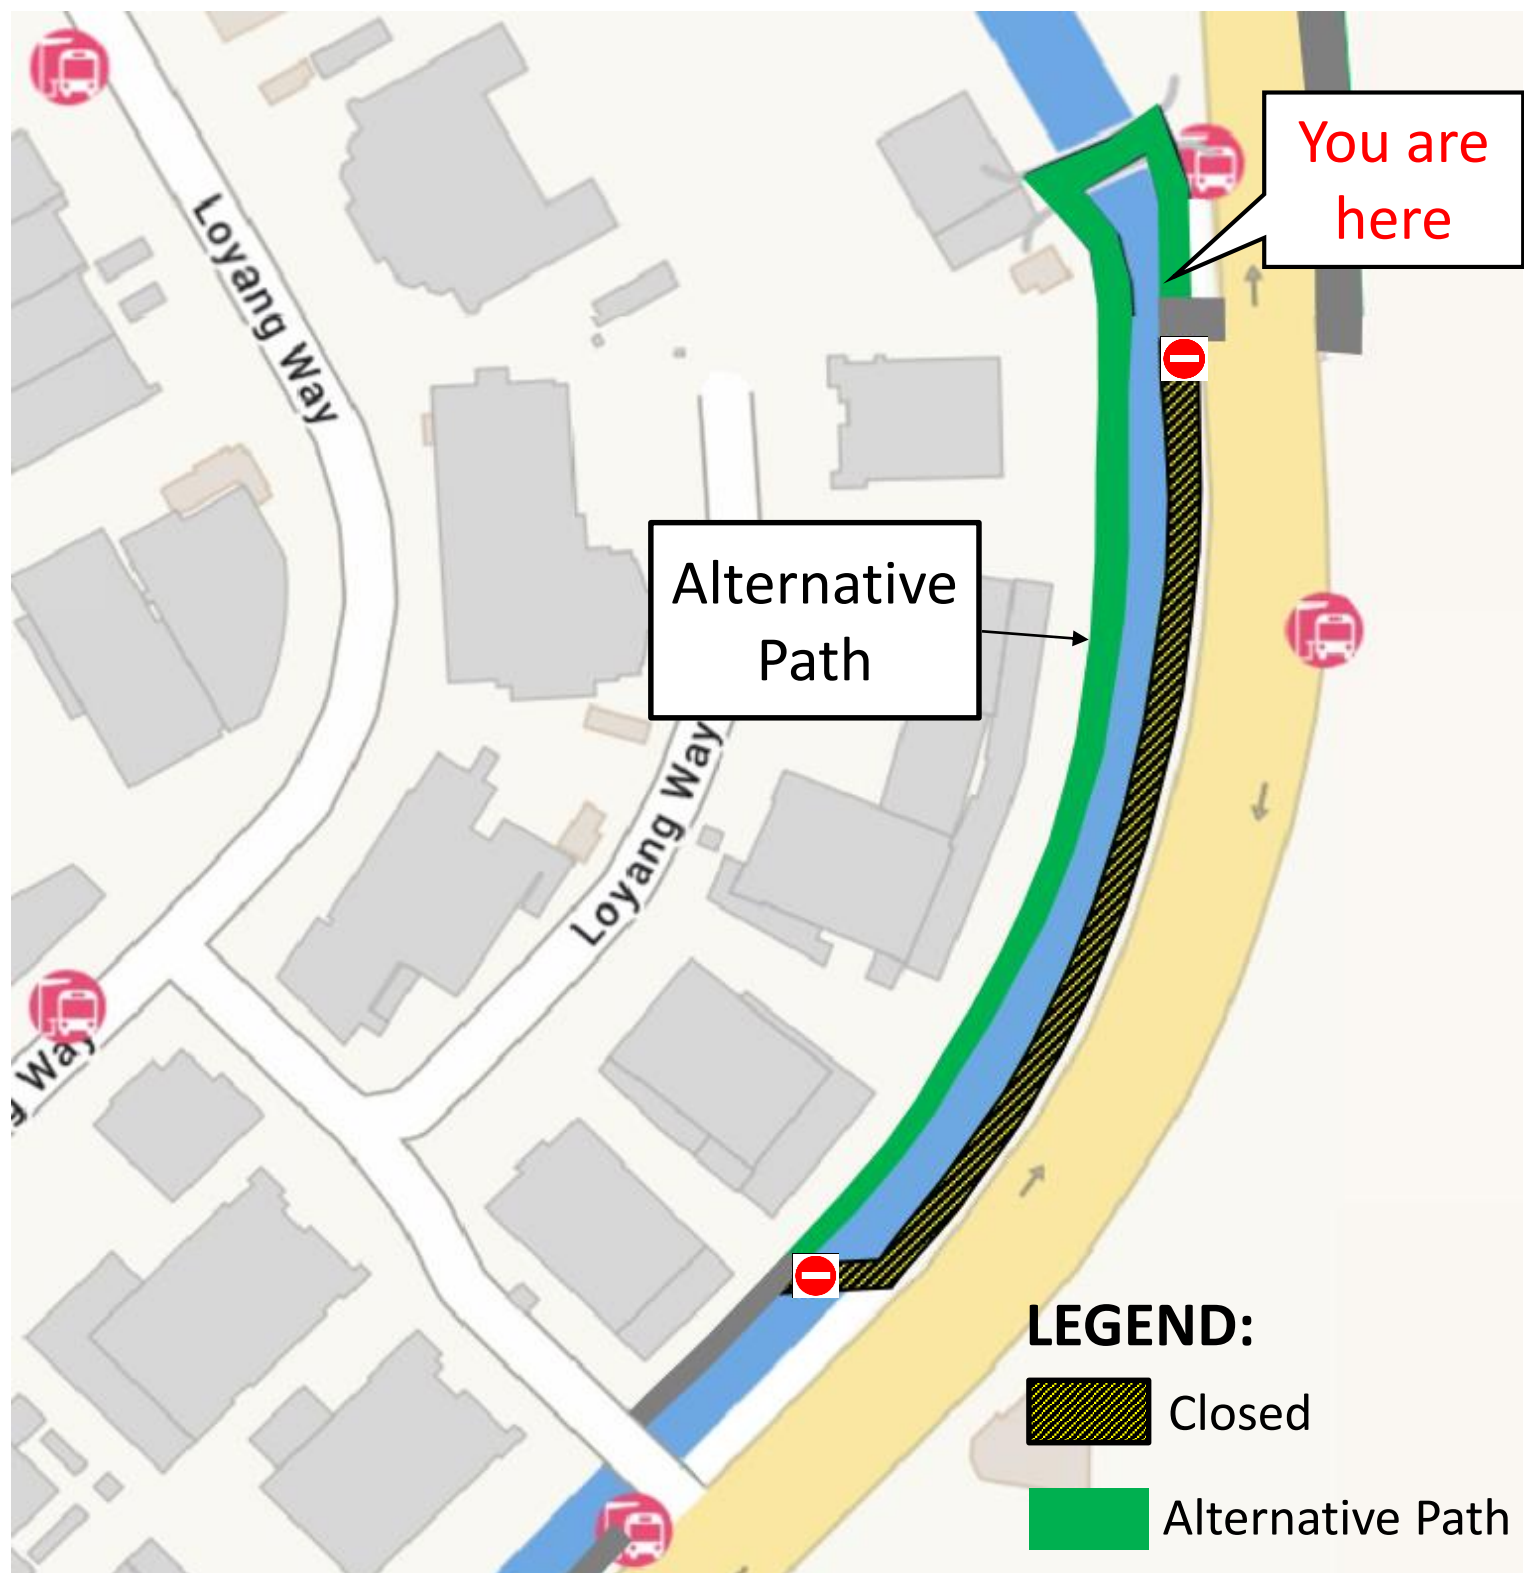 You are
here
Loyang Way
Alternative
Path
Loyang Way
g Way
LEGEND:
Closed
Alternative Path